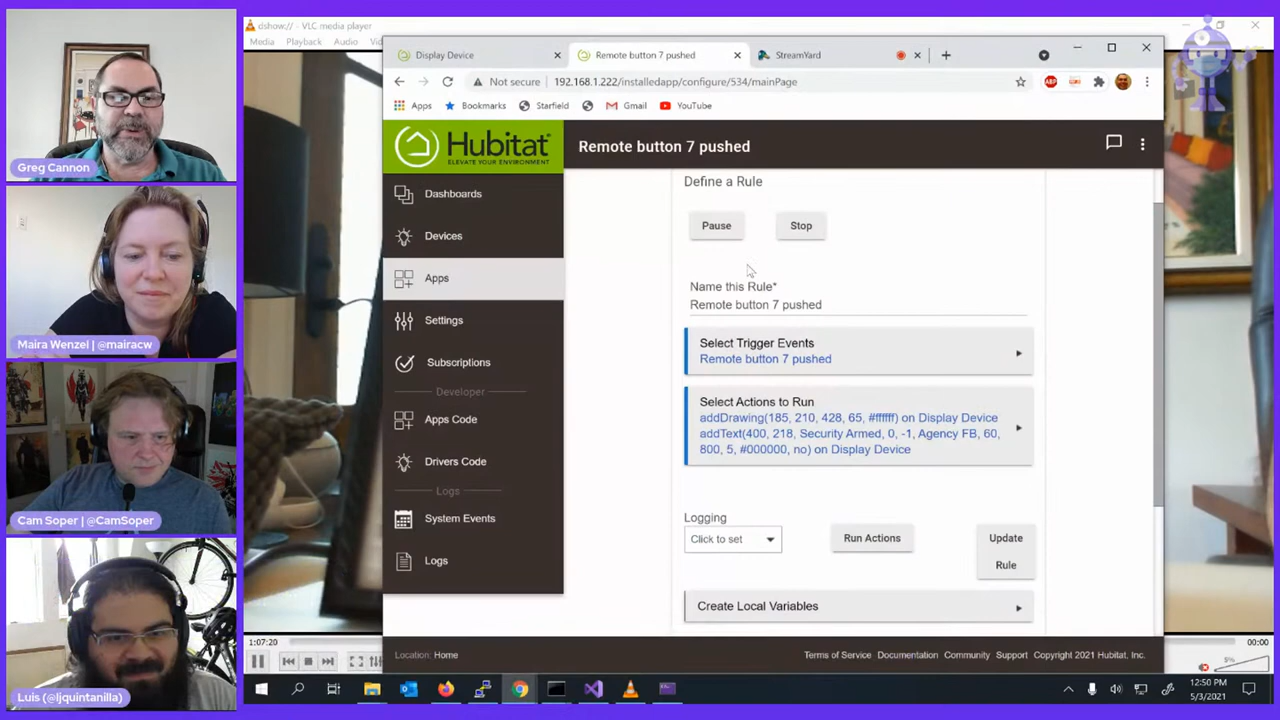 Greg Cannon
Maira Wenzel | @mairacw
Cam Soper | @CamSoper
Luis (@ljquintanilla)
dshow:// - VLC media player
Media Playback Audio
Display Device
Remote button 7 pushed
StreamYard
Not secure 192.168.1.222/installedapp/configure/534/mainPage
ABP
Apps Bookmarks Starfield Gmail YouTube
Hubitat
ELEVATE YOUR ENVIRONMENT
Remote button 7 pushed
Dashboards
Devices
Apps
Settings
Subscriptions
Developer
Apps Code
Drivers Code
Logs
System Events
Logs
Define a Rule
Pause Stop
Name this Rule*
Remote button 7 pushed
Select Trigger Events
Remote button 7 pushed
Select Actions to Run
addDrawing(185, 210, 428, 65, #ffffff) on Display Device
addText(400, 218, Security Armed, 0, -1, Agency FB, 60,
800, 5, #000000, no) on Display Device
Logging
Click to set
Run Actions
Update
Rule
Create Local Variables
Location: Home
Terms of Service Documentation Community Support Copyright 2021 Hubitat, Inc.
1:07:20
00:00
5%
12:50 PM
5/3/2021